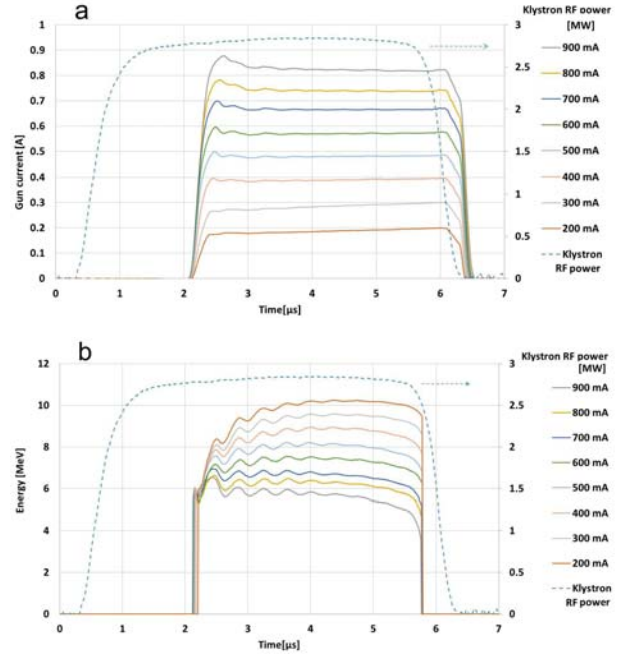 a
Klystron RF power
[MW]
1
0.9
0.8
0.7
0.6
0.5
0.4
0.3
0.2
0.1
0
Gun current[A]
3
2.5
2
1.5
1
0.5
0
0 1 2 3 4 5 6 7
Time[μs]
900 mA
800 mA
700 mA
600 mA
500 mA
400 mA
300 mA
200 mA
Klystron
RF power
b
Klystron RF power
[MW]
12
10
8
6
4
2
0
Energy [MeV]
3
2.5
2
1.5
1
0.5
0
0 1 2 3 4 5 6 7
Time[μs]
900 mA
800 mA
700 mA
600 mA
500 mA
400 mA
300 mA
200 mA
Klystron
RF power